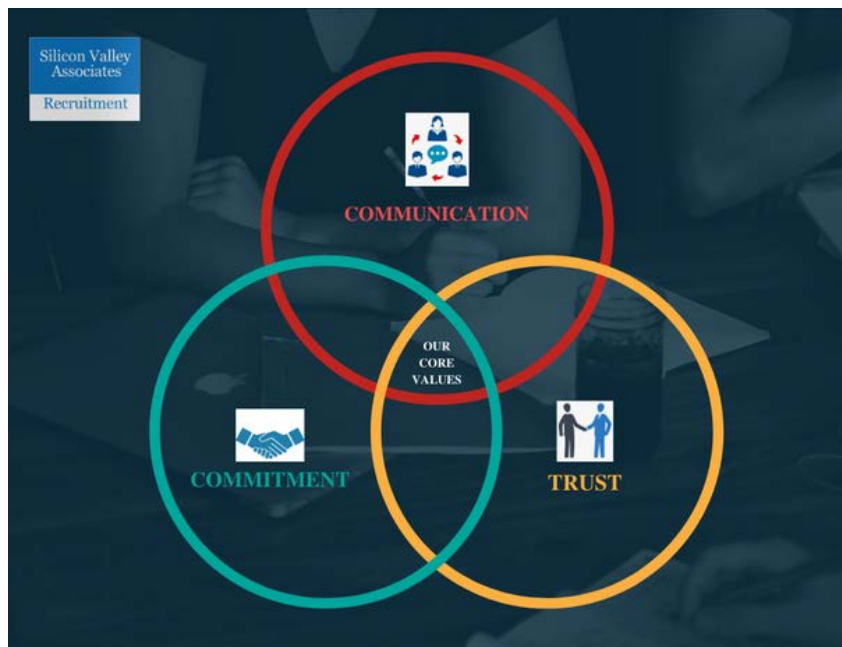 Silicon Valley
Associates
Recruitment
COMMUNICATION
OUR
CORE
VALUES
COMMITMENT
TRUST